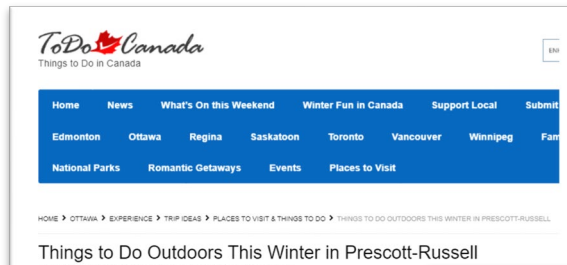 ToDo Canada
Things to Do in Canada
Home News What's On this Weekend Winter Fun in Canada Support Local Submit
Edmonton Ottawa Regina Saskatoon Toronto Vancouver Winnipeg
National Parks Romantic Getaways Events Places to Visit
HOME > OTTAWA > EXPERIENCE > TRIP IDEAS > PLACES TO VISIT & THINGS TO DO > THINGS TO DO OUTDOORS THIS WINTER IN PRESCOTT-RUSSELL
Things to Do Outdoors This Winter in Prescott-Russell